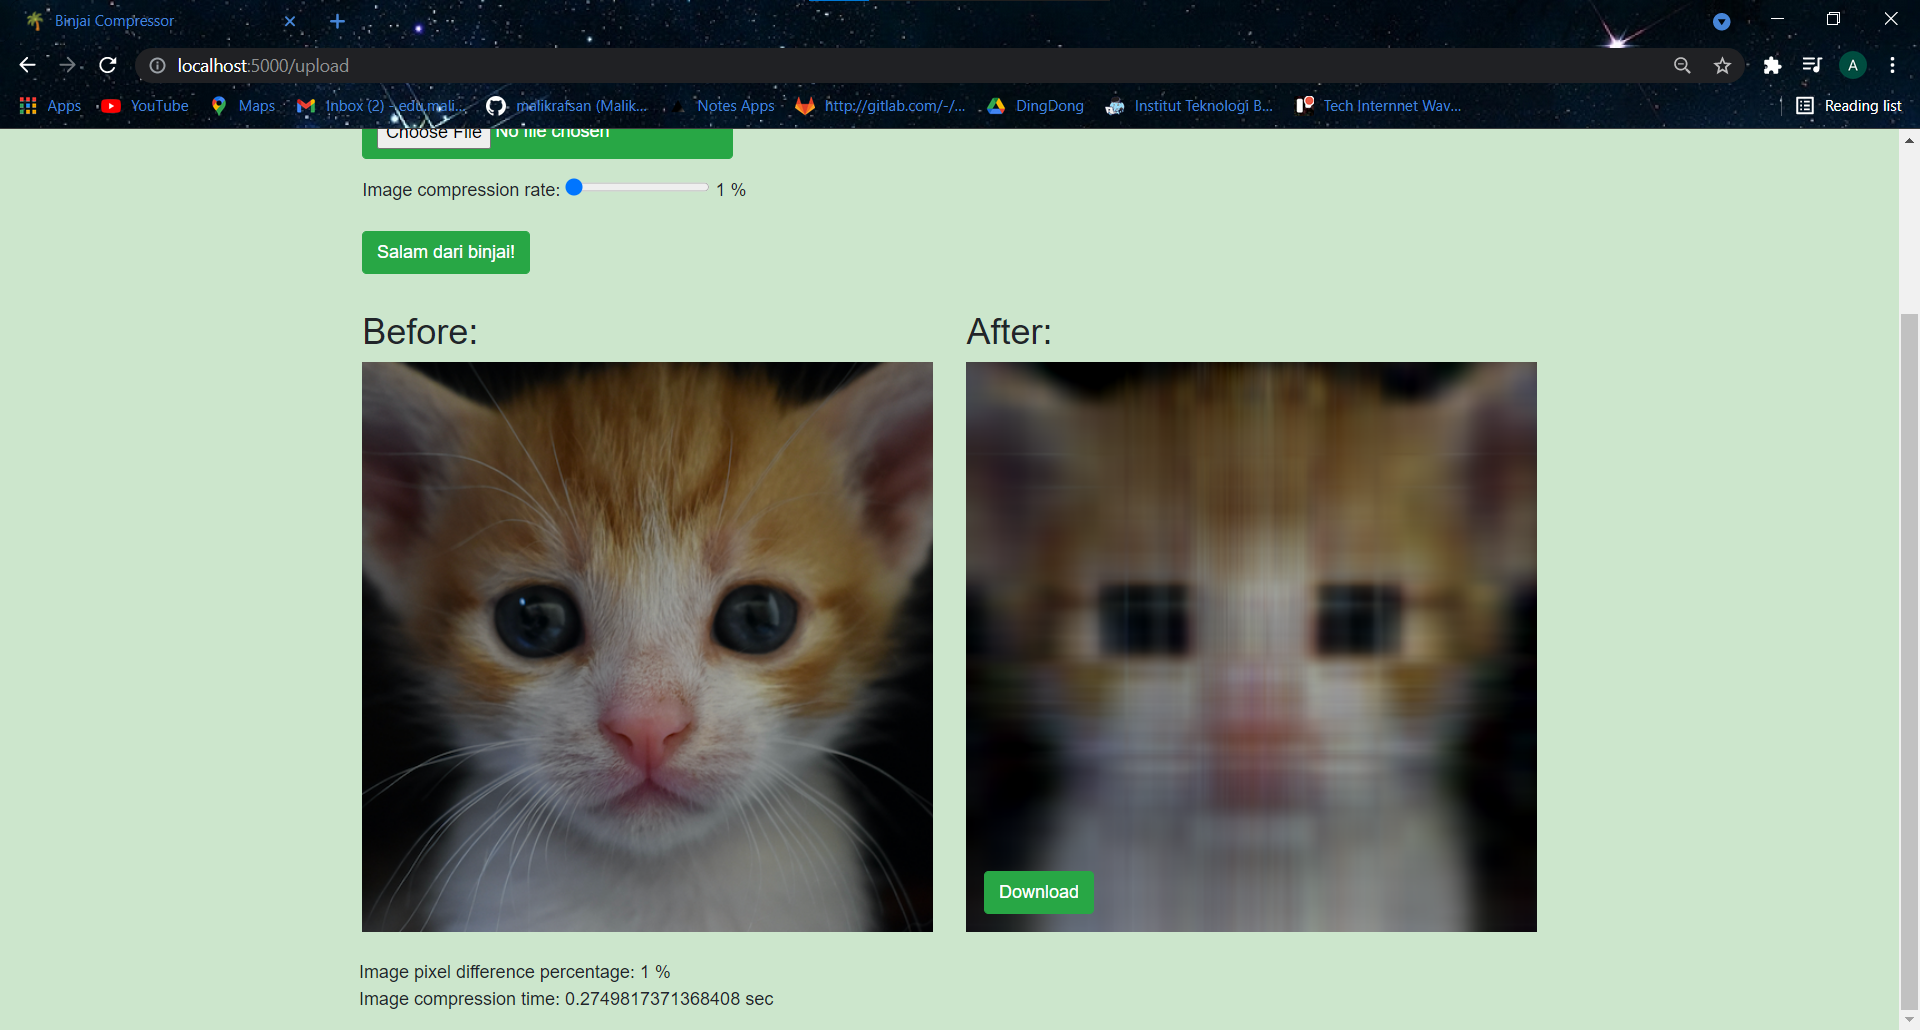 Binjai Compressor
localhost:5000/upload
A
Apps YouTube Maps Inbox (2) - edu.mali... malikrafsan (Malik... Notes Apps http://gitlab.com/-/... DingDong Institut Teknologi B... Tech Internnet Wav... Reading list
Choose File No file chosen
Image compression rate: 1 %
Salam dari binjai!
Before: After:
Download
Image pixel difference percentage: 1 %
Image compression time: 0.2749817371368408 sec